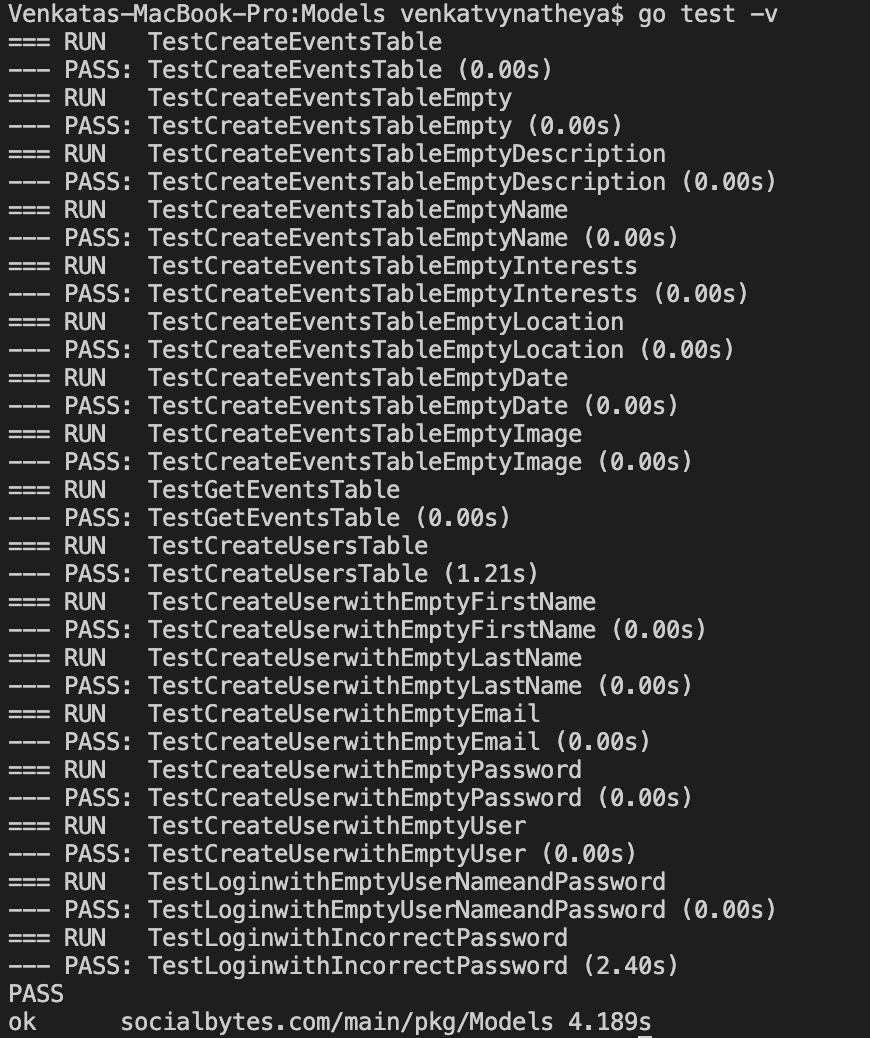 Venkatas-MacBook-Pro:Models venkatvynatheya$ go test -v
=== RUN   TestCreateEventsTable
--- PASS: TestCreateEventsTable (0.00s)
=== RUN   TestCreateEventsTableEmpty
--- PASS: TestCreateEventsTableEmpty (0.00s)
=== RUN   TestCreateEventsTableEmptyDescription
--- PASS: TestCreateEventsTableEmptyDescription (0.00s)
=== RUN   TestCreateEventsTableEmptyName
--- PASS: TestCreateEventsTableEmptyName (0.00s)
=== RUN   TestCreateEventsTableEmptyInterests
--- PASS: TestCreateEventsTableEmptyInterests (0.00s)
=== RUN   TestCreateEventsTableEmptyLocation
--- PASS: TestCreateEventsTableEmptyLocation (0.00s)
=== RUN   TestCreateEventsTableEmptyDate
--- PASS: TestCreateEventsTableEmptyDate (0.00s)
=== RUN   TestCreateEventsTableEmptyImage
--- PASS: TestCreateEventsTableEmptyImage (0.00s)
=== RUN   TestGetEventsTable
--- PASS: TestGetEventsTable (0.00s)
=== RUN   TestCreateUsersTable
--- PASS: TestCreateUsersTable (1.21s)
=== RUN   TestCreateUserwithEmptyFirstName
--- PASS: TestCreateUserwithEmptyFirstName (0.00s)
=== RUN   TestCreateUserwithEmptyLastName
--- PASS: TestCreateUserwithEmptyLastName (0.00s)
=== RUN   TestCreateUserwithEmptyEmail
--- PASS: TestCreateUserwithEmptyEmail (0.00s)
=== RUN   TestCreateUserwithEmptyPassword
--- PASS: TestCreateUserwithEmptyPassword (0.00s)
=== RUN   TestCreateUserwithEmptyUser
--- PASS: TestCreateUserwithEmptyUser (0.00s)
=== RUN   TestLoginwithEmptyUserNameandPassword
--- PASS: TestLoginwithEmptyUserNameandPassword (0.00s)
=== RUN   TestLoginwithIncorrectPassword
--- PASS: TestLoginwithIncorrectPassword (2.40s)
PASS
ok      socialbytes.com/main/pkg/Models 4.189s